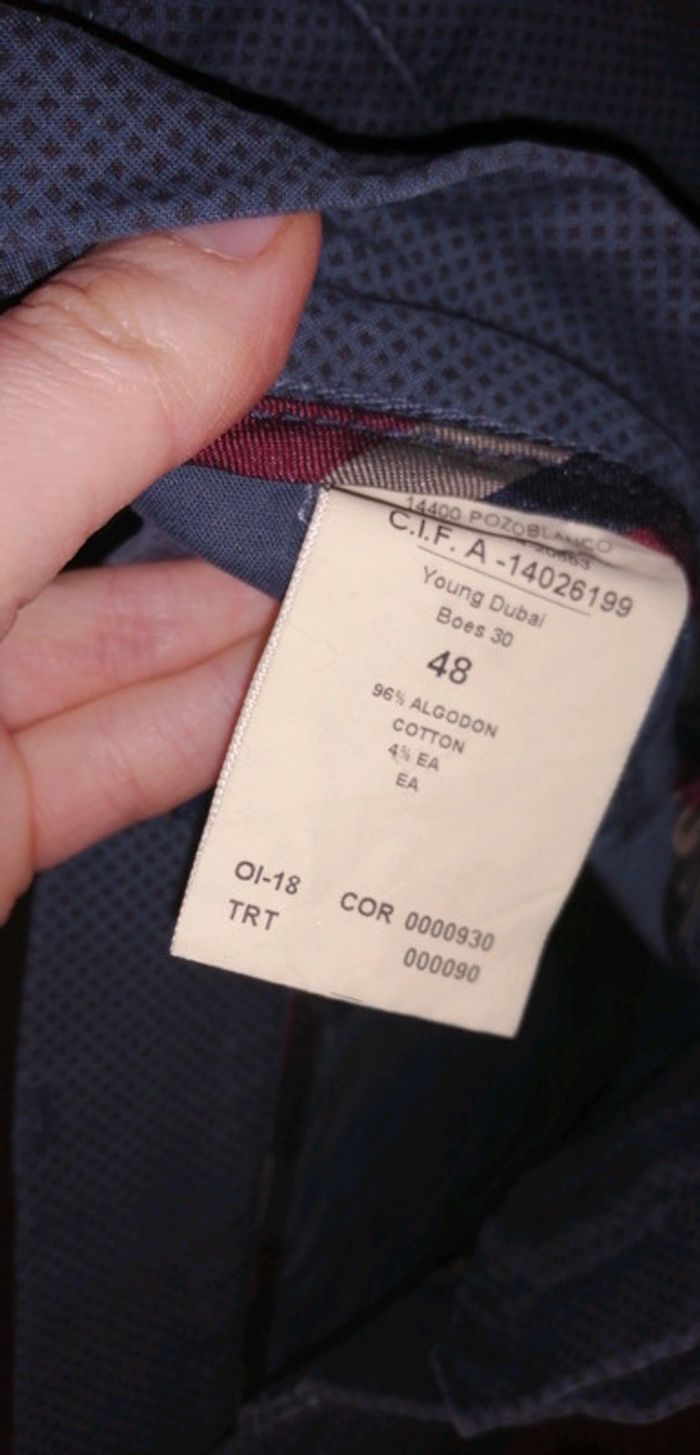 14400 POZOBLANCO
C.I.F. A -14026199
Young Dubai
Boes 30
48
96% ALGODON
COTTON
4% EA
EA
OI-18 COR 0000930
TRT 000090